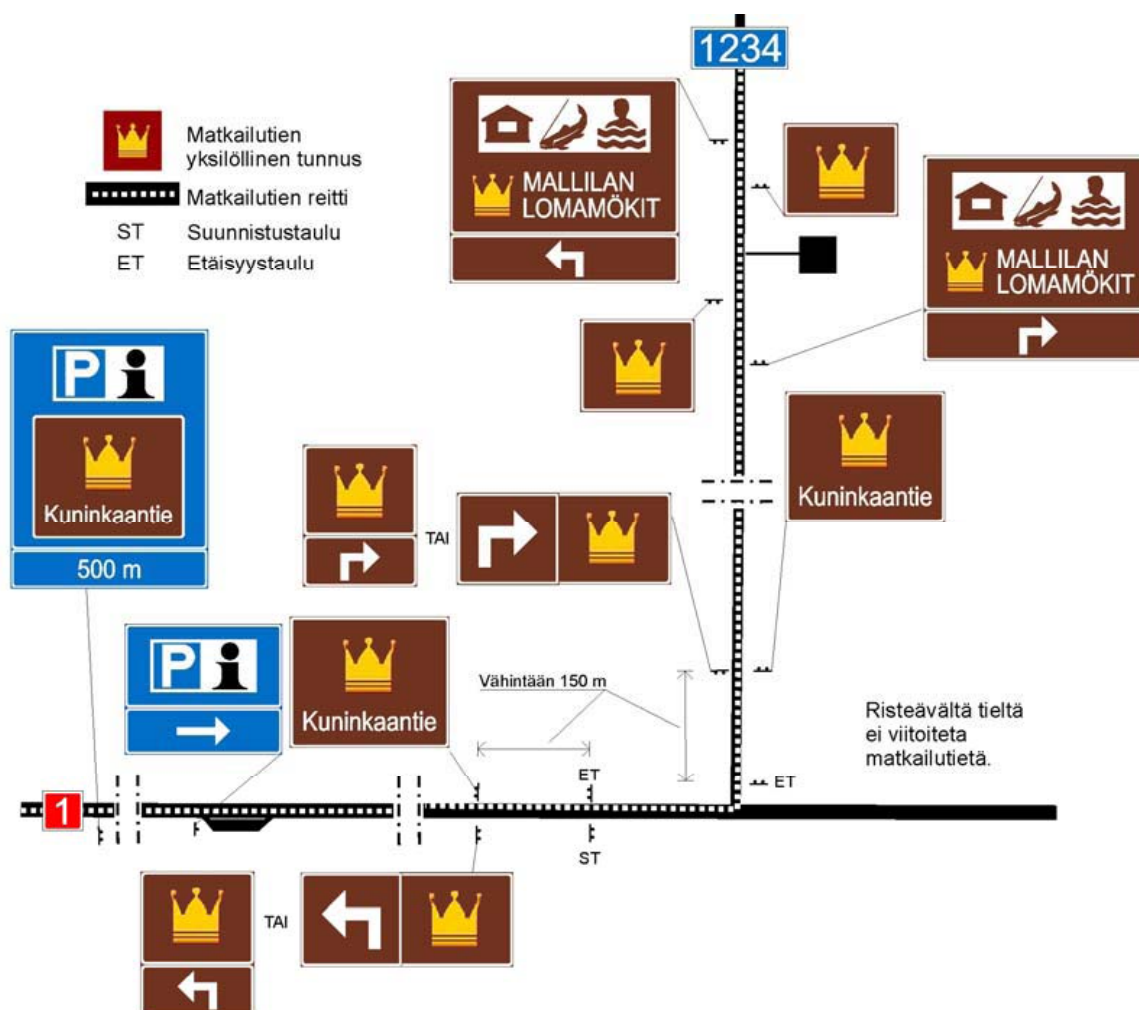 1234
Matkailutien
yksilöllinen tunnus
Matkailutien reitti
ST Suunnistustaulu
ET Etäisyystaulu
MALLILAN
LOMAMÖKIT
MALLILAN
LOMAMÖKIT
P i
Kuninkaantie
500 m
TAI
Kuninkaantie
P i
Kuninkaantie
Vähintään 150 m
Risteävältä tieltä
ei viitoiteta
matkailutietä.
ET
ET
1
ST
TAI